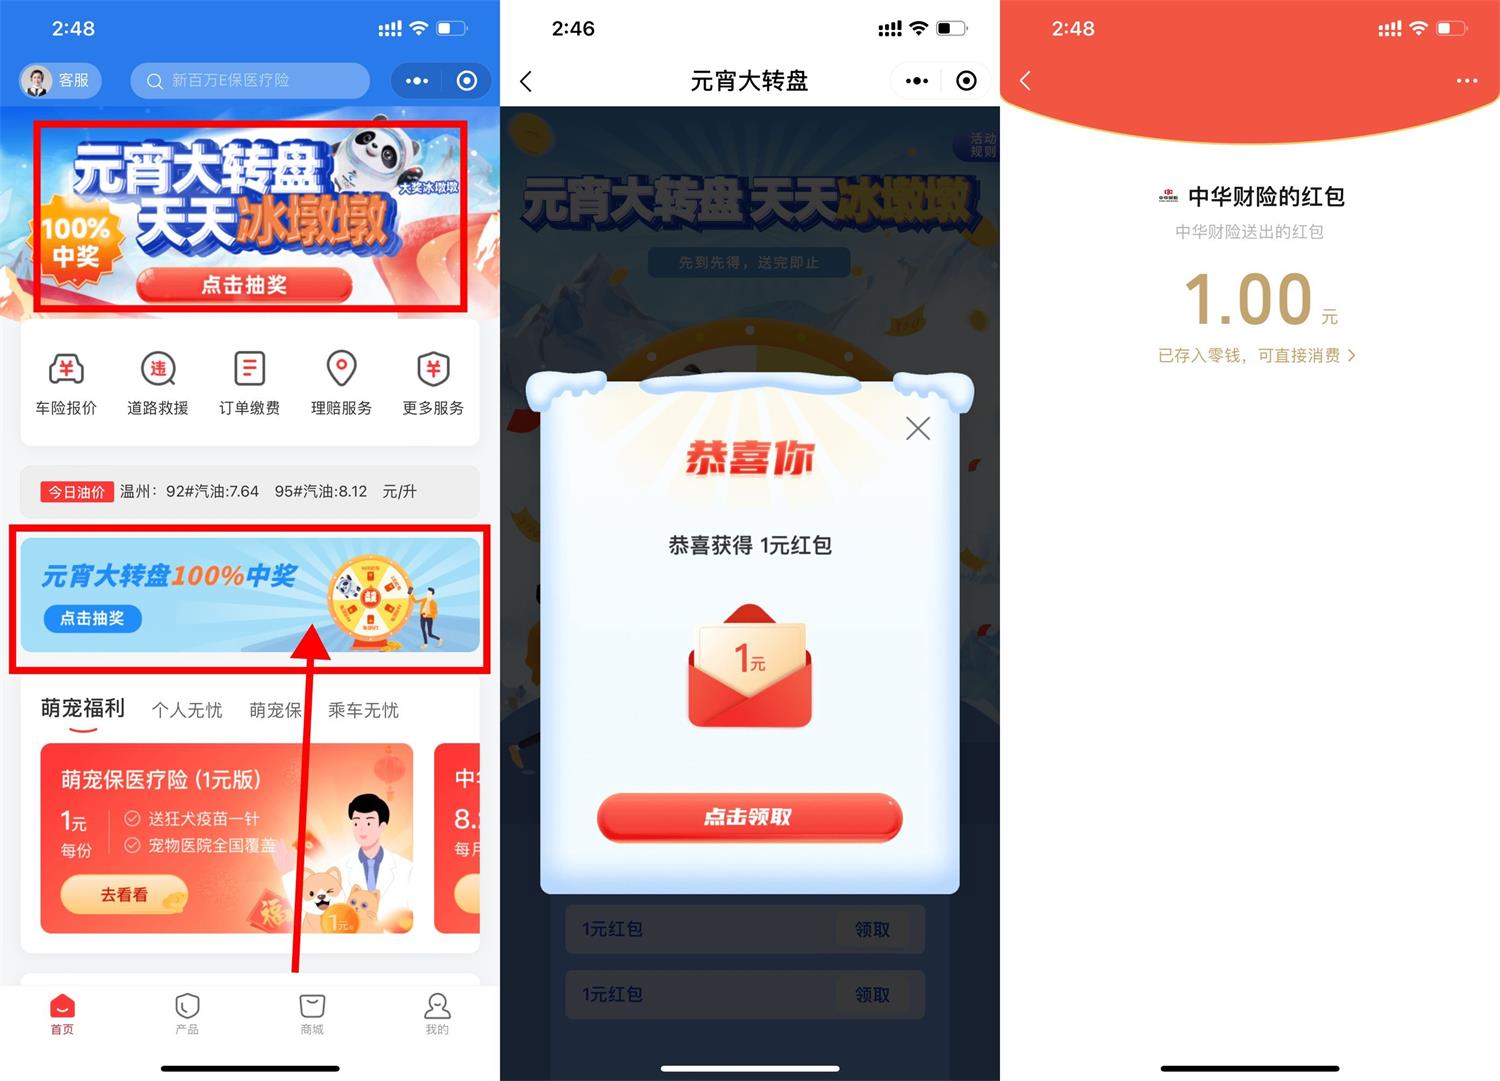 2:48
客服
新百万E保医疗险
元宵大转盘
大奖冰墩墩
天天冰墩墩
100%
中奖
点击抽奖
车险报价
道路救援
订单缴费
理赔服务
更多服务
今日油价
温州：92#汽油:7.64 95#汽油:8.12 元/升
元宵大转盘100%中奖
点击抽奖
萌宠福利
个人无忧
萌宠保
乘车无忧
萌宠保医疗险 (1元版)
1元
每份
送狂犬疫苗一针
宠物医院全国覆盖
去看看
福
1元
8.
每月
首页
产品
商城
我的
2:46
元宵大转盘
活动
规则
元宵大转盘 天天冰墩墩
先到先得，送完即止
恭喜你
恭喜获得 1元红包
1元
点击领取
1元红包
领取
1元红包
领取
2:48
中华财险的红包
中华财险送出的红包
1.00 元
已存入零钱，可直接消费